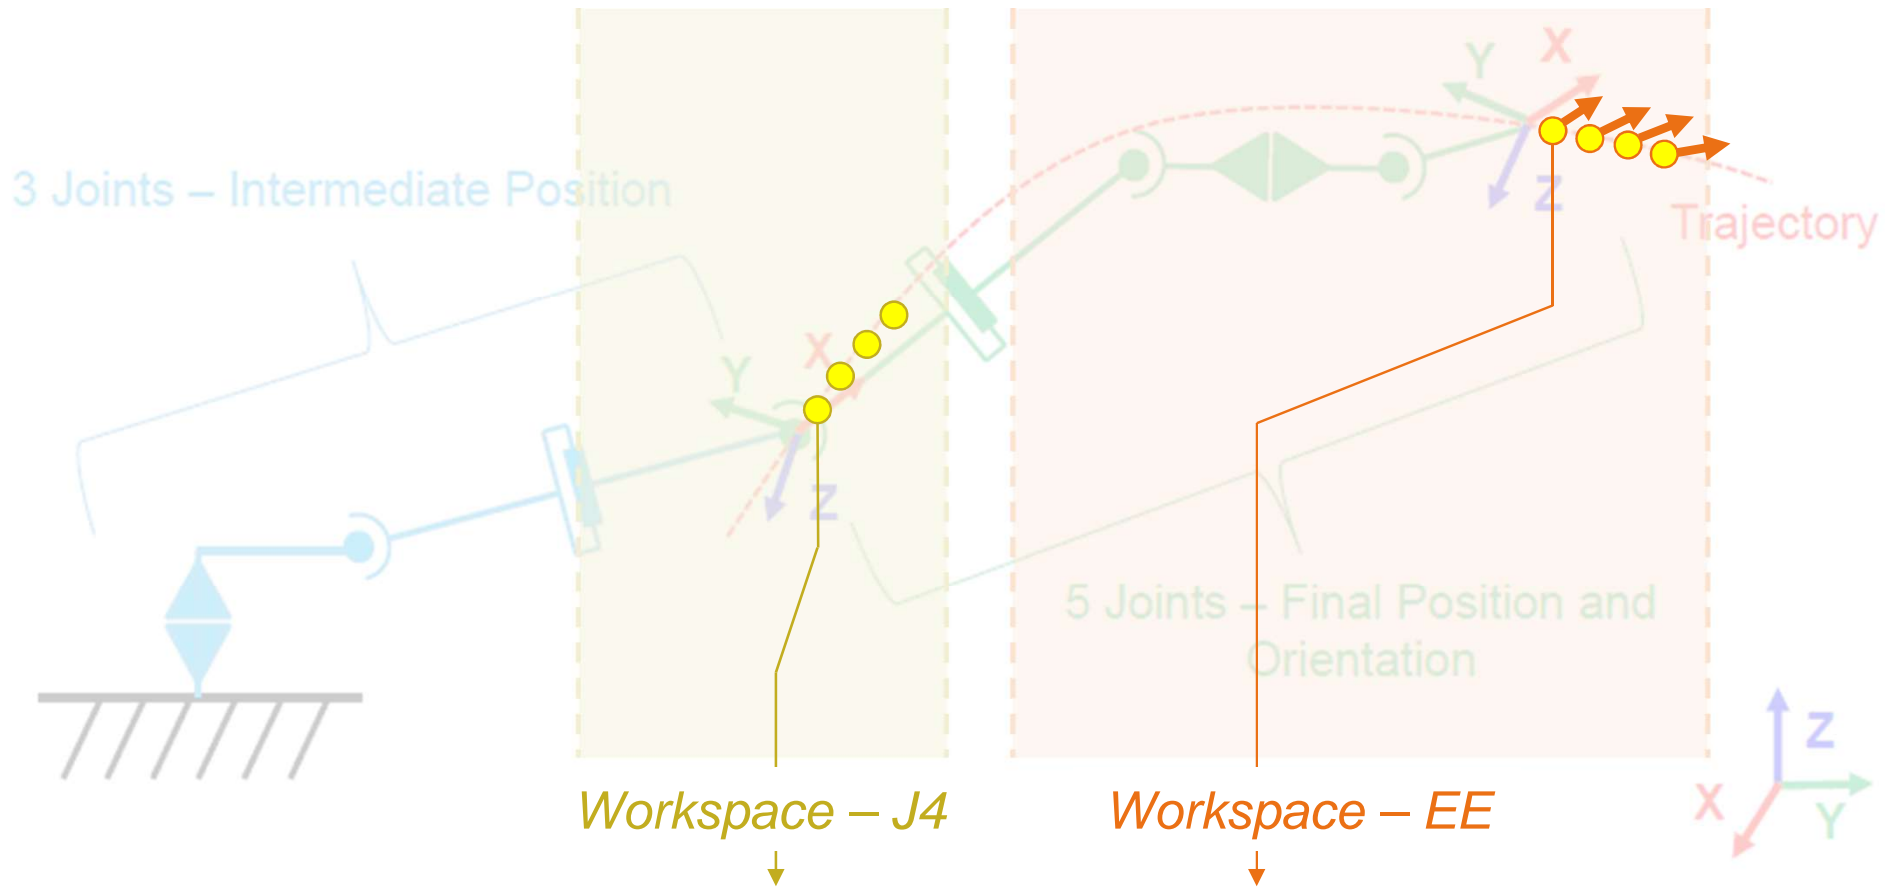 X
Y
Z
3 Joints – Intermediate Position
Trajectory
X
Y
Z
5 Joints – Final Position and
Orientation
Workspace – J4
Workspace – EE
Z
X
Y